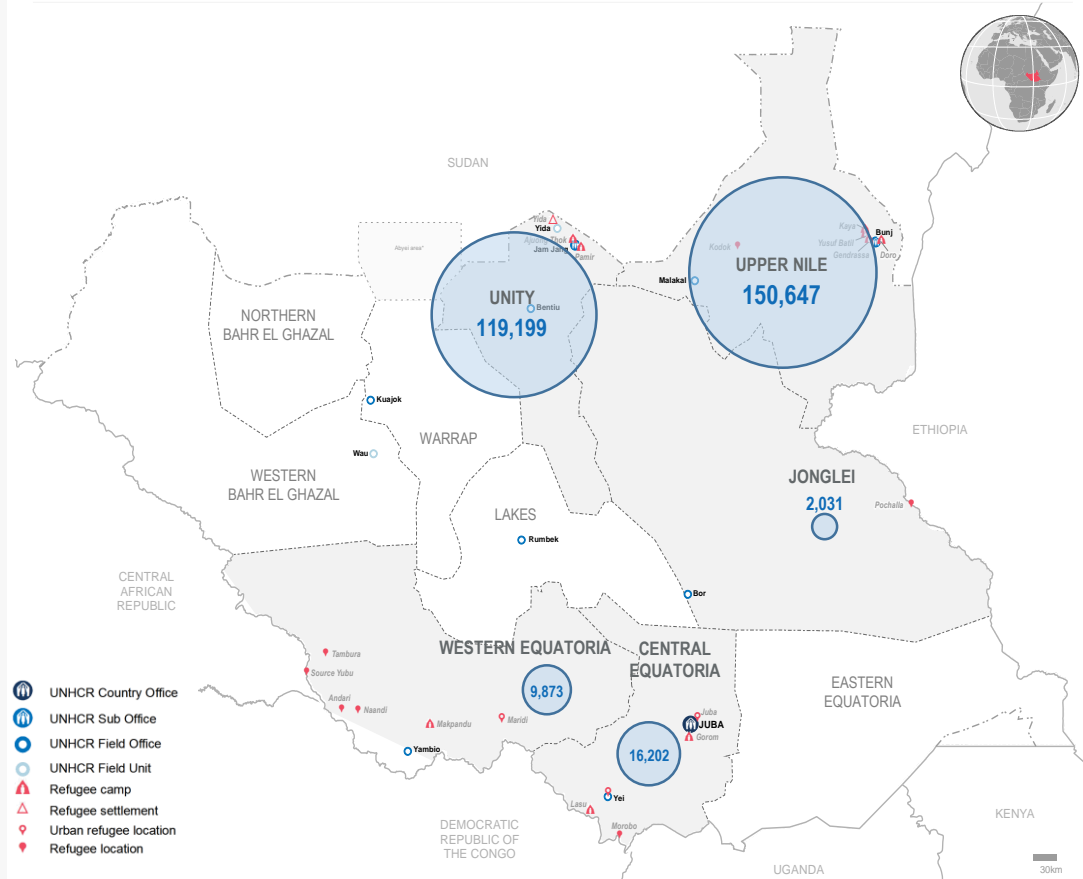 SUDAN
Yida
Yida
Ajuong Thok
Jam Jang
Pamir
Abyei area*
Kaya
Bunj
Yusuf Batil
Gendrassa
Doro
Kodok
UPPER NILE
150,647
Malakal
UNITY
Bentiu
119,199
NORTHERN
BAHR EL GHAZAL
Kuajok
WARRAP
Wau
WESTERN
BAHR EL GHAZAL
ETHIOPIA
JONGLEI
2,031
Pochalla
LAKES
Rumbek
CENTRAL
AFRICAN
REPUBLIC
Bor
WESTERN EQUATORIA
9,873
CENTRAL
EQUATORIA
Tambura
Source Yubu
Andari
Naandi
Makpandu
Maridi
Yambio
Juba
JUBA
Gorom
16,202
EASTERN
EQUATORIA
Yei
Lasu
Morobo
UNHCR Country Office
UNHCR Sub Office
UNHCR Field Office
UNHCR Field Unit
Refugee camp
Refugee settlement
Urban refugee location
Refugee location
DEMOCRATIC
REPUBLIC OF
THE CONGO
UGANDA
KENYA
30km